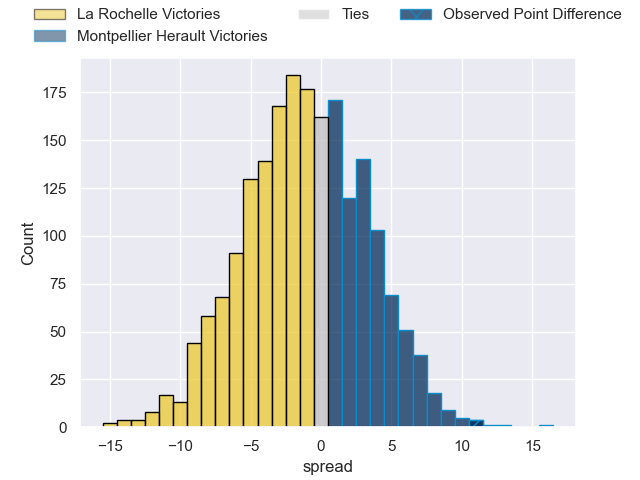 La Rochelle Victories
Montpellier Herault Victories
Ties
Observed Point Difference
175
150
125
100
75
50
25
0
Count
−15
−10
−5
0
5
10
15
spread